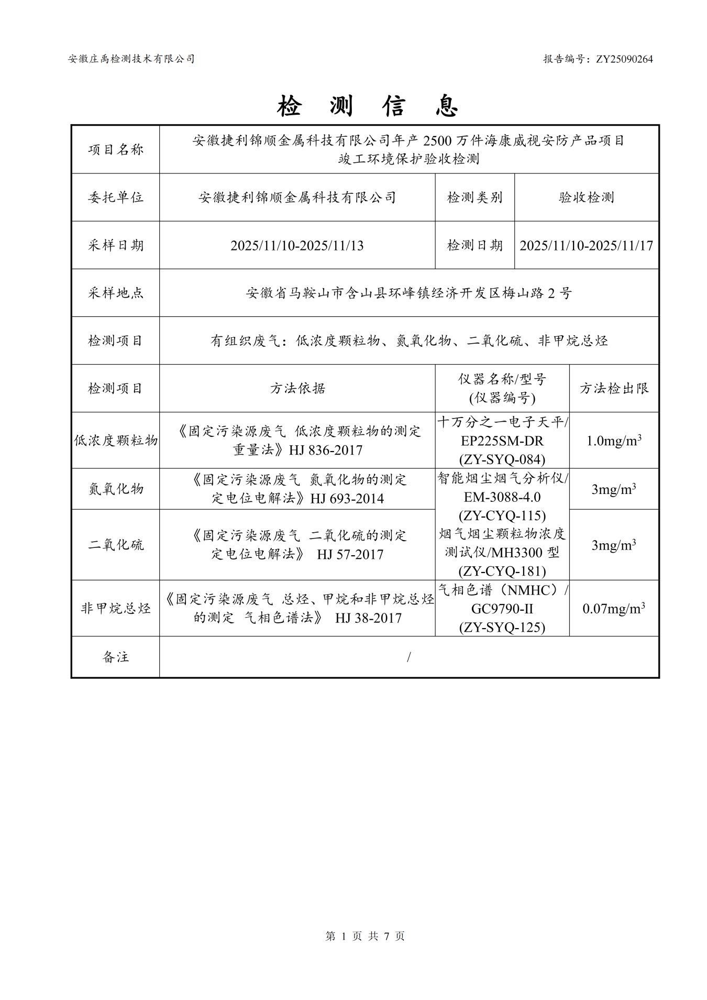 安徽庄禹检测技术有限公司 报告编号：ZY25090264
检 测 信 息
项目名称
安徽捷利锦顺金属科技有限公司年产 2500 万件海康威视安防产品项目
竣工环境保护验收检测
委托单位
安徽捷利锦顺金属科技有限公司
检测类别
验收检测
采样日期
2025/11/10-2025/11/13
检测日期
2025/11/10-2025/11/17
采样地点
安徽省马鞍山市含山县环峰镇经济开发区梅山路 2 号
检测项目
有组织废气：低浓度颗粒物、氮氧化物、二氧化硫、非甲烷总烃
检测项目
方法依据
仪器名称/型号
(仪器编号)
方法检出限
低浓度颗粒物
《固定污染源废气 低浓度颗粒物的测定
重量法》HJ 836-2017
十万分之一电子天平/
EP225SM-DR
(ZY-SYQ-084)
1.0mg/m³
氮氧化物
《固定污染源废气 氮氧化物的测定
定电位电解法》HJ 693-2014
智能烟尘烟气分析仪/
EM-3088-4.0
(ZY-CYQ-115)
烟气烟尘颗粒物浓度
测试仪/MH3300 型
(ZY-CYQ-181)
3mg/m³
二氧化硫
《固定污染源废气 二氧化硫的测定
定电位电解法》 HJ 57-2017
3mg/m³
非甲烷总烃
《固定污染源废气 总烃、甲烷和非甲烷总烃
的测定 气相色谱法》 HJ 38-2017
气相色谱（NMHC）/
GC9790-II
(ZY-SYQ-125)
0.07mg/m³
备注
/
第 1 页 共 7 页